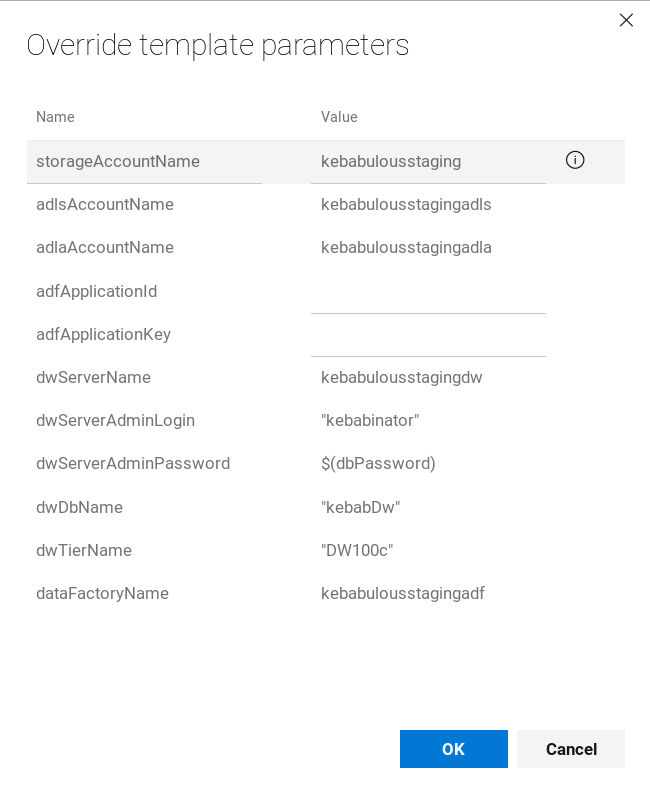 Override template parameters
Name Value
storageAccountName kebabulousstaging
adlsAccountName kebabulousstagingadls
adlaAccountName kebabulousstagingadla
adfApplicationId
adfApplicationKey
dwServerName kebabulousstagingdw
dwServerAdminLogin "kebabinator"
dwServerAdminPassword $(dbPassword)
dwDbName "kebabDw"
dwTierName "DW100c"
dataFactoryName kebabulousstagingadf
OK Cancel